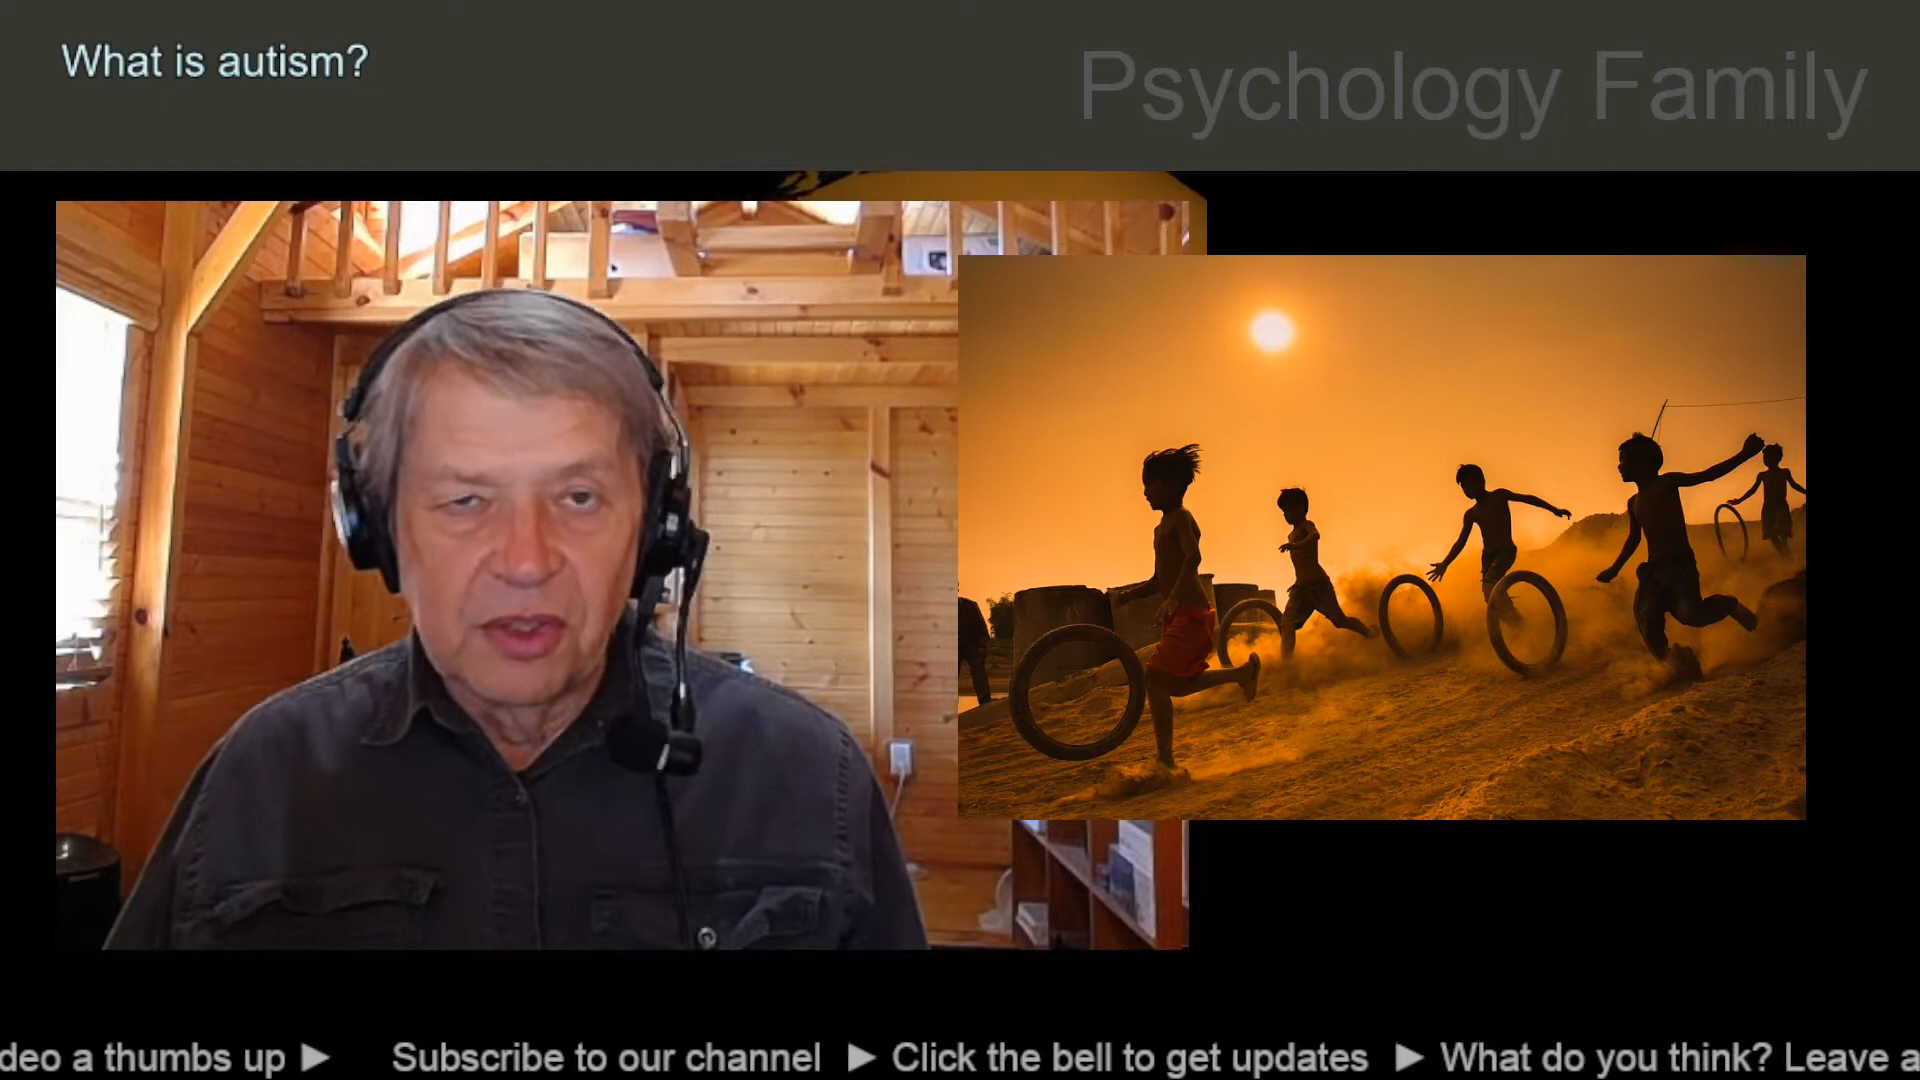 What is autism?
Psychology Family
deo a thumbs up ► Subscribe to our channel ► Click the bell to get updates ► What do you think? Leave a